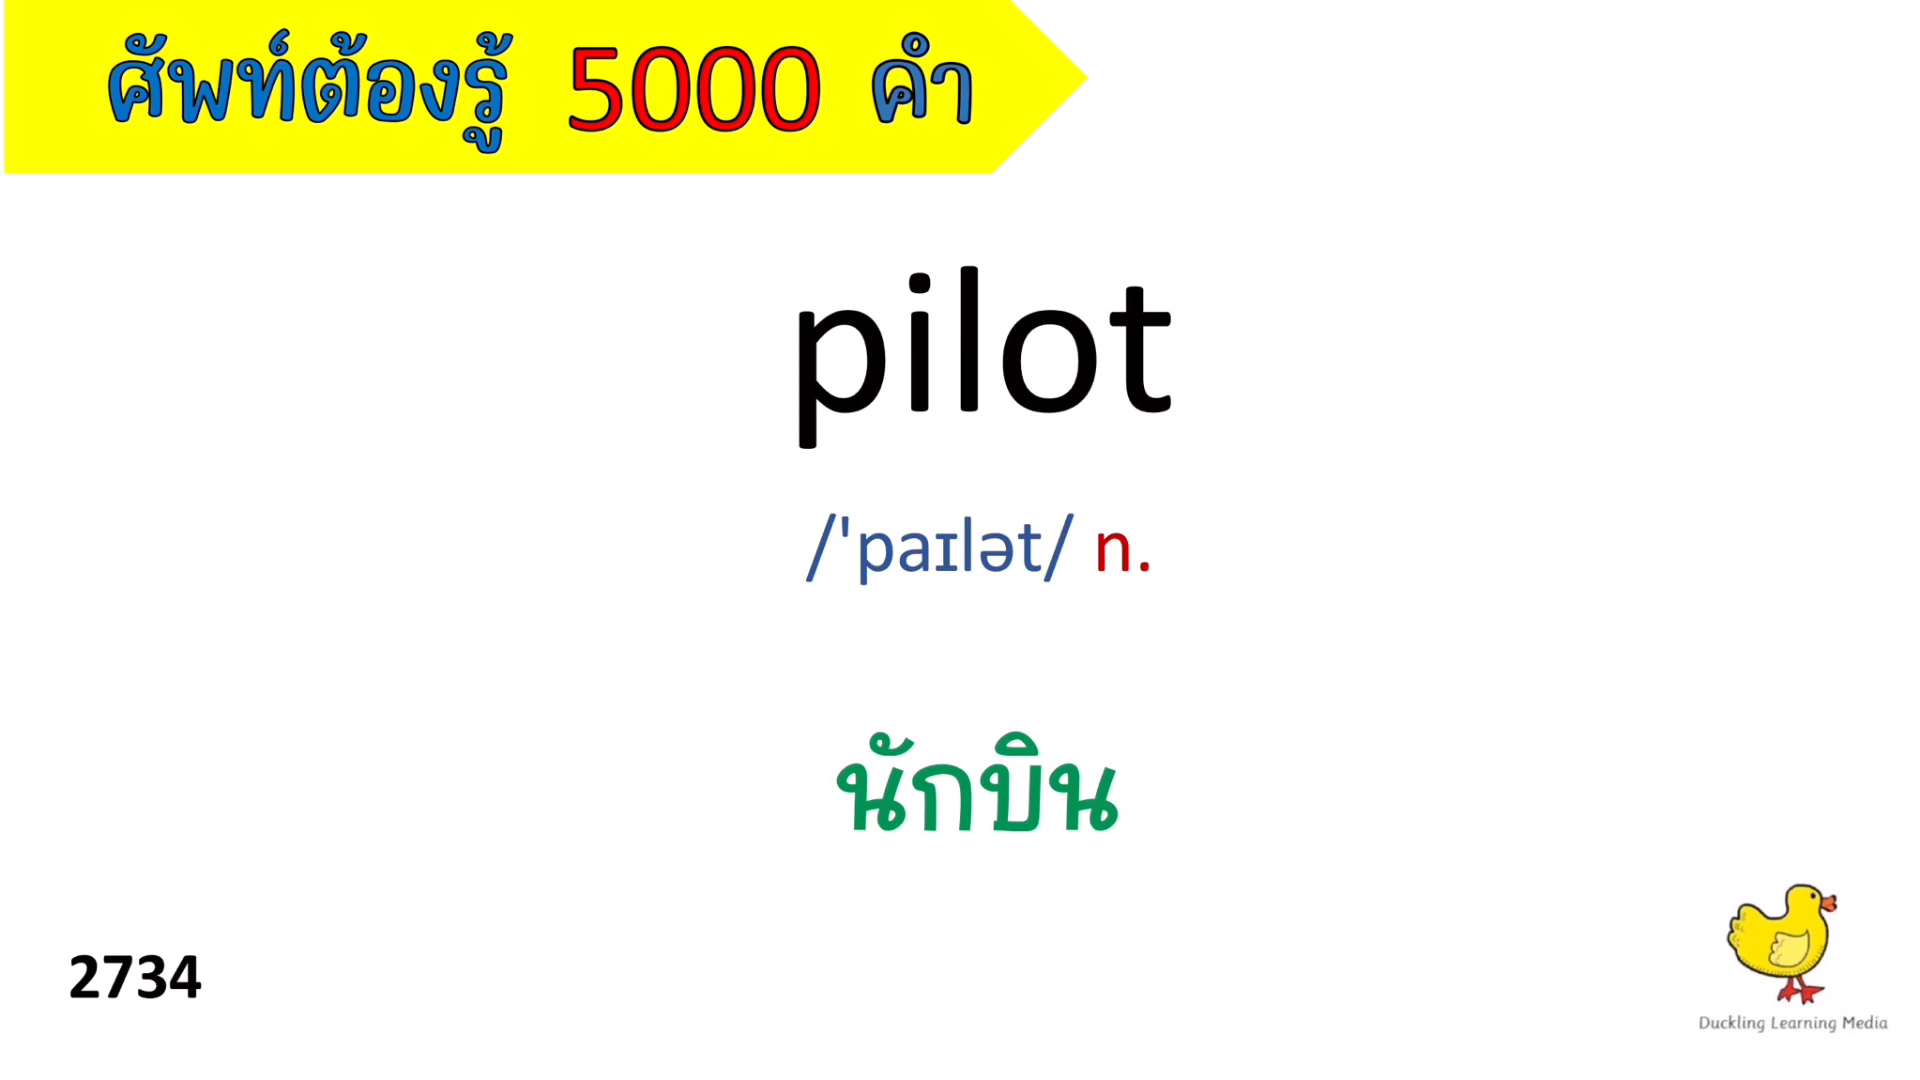 ศัพท์ต้องรู้ 5000 คำ
pilot
/ˈpaɪlət/ n.
นักบิน
2734
Duckling Learning Media